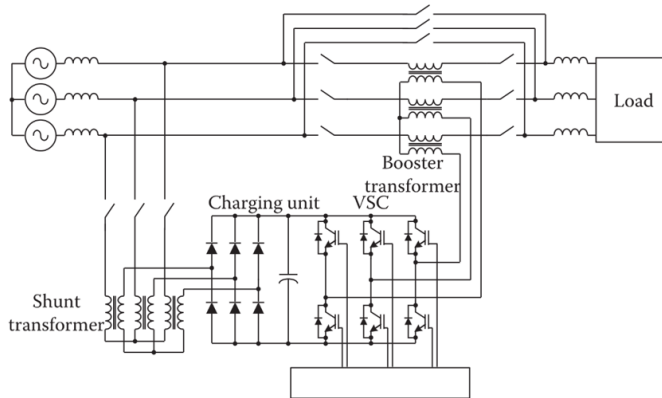 Load
Booster
transformer
Charging unit
VSC
Shunt
transformer